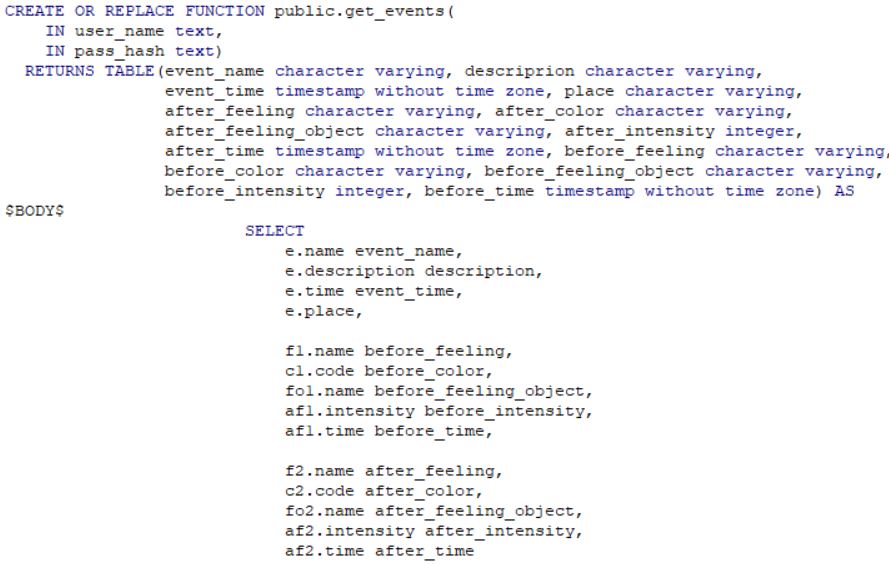 CREATE OR REPLACE FUNCTION public.get_events(
IN user_name text,
IN pass_hash text)
RETURNS TABLE(event_name character varying, descriprion character varying,
event_time timestamp without time zone, place character varying,
after_feeling character varying, after_color character varying,
after_feeling_object character varying, after_intensity integer,
after_time timestamp without time zone, before_feeling character varying,
before_color character varying, before_feeling_object character varying,
before_intensity integer, before_time timestamp without time zone) AS
$BODY$
SELECT
e.name event_name,
e.description description,
e.time event_time,
e.place,
f1.name before_feeling,
c1.code before_color,
fo1.name before_feeling_object,
af1.intensity before_intensity,
af1.time before_time,
f2.name after_feeling,
c2.code after_color,
fo2.name after_feeling_object,
af2.intensity after_intensity,
af2.time after_time